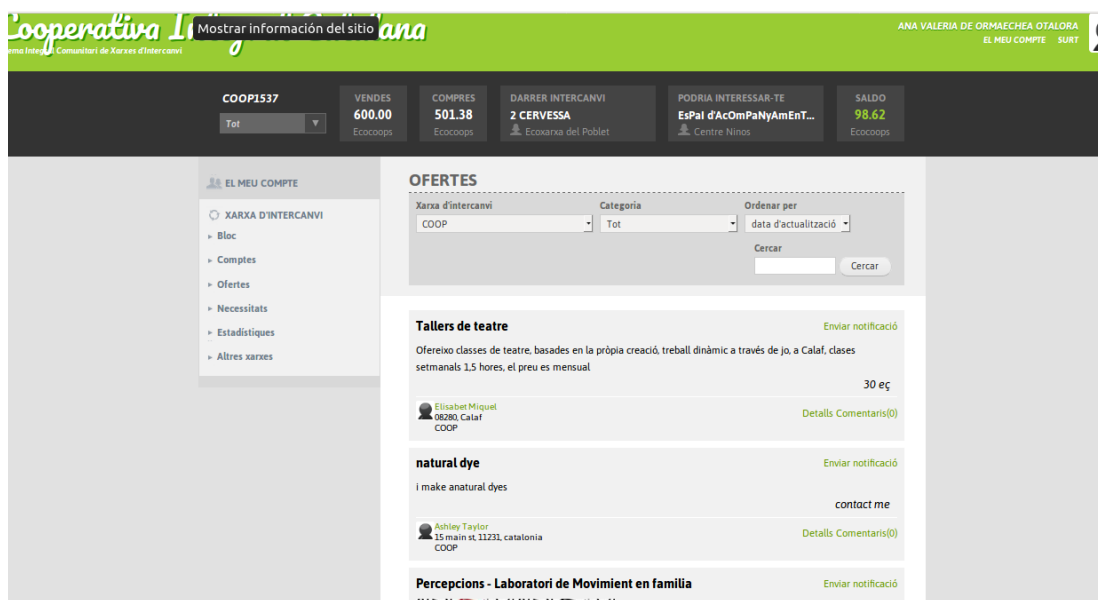 Cooperativa
Mostrar información del sitio
ANA VALERIA DE ORMAECHEA OTALORA
Comunitari de Xarxes d'Intercanvi
EL MEU COMPTE SURT
COOP1537
Tot
VENDES
600.00
Ecocoops
COMPRES
501.38
Ecocoops
DARRER INTERCANVI
2 CERVESSA
Ecoxarxa del Poblet
PODRIA INTERESSAR-TE
EsPaI d'AcOmPaNyAmEnT...
Centre Ninos
SALDO
98.62
Ecocoops
EL MEU COMPTE
XARXA D'INTERCANVI
Bloc
Comptes
Ofertes
Necessitats
Estadístiques
Altres xarxes
OFERTES
Xarxa d'intercanvi Categoria Ordenar per
COOP Tot data d'actualització
Cercar
Cercar
Tallers de teatre Enviar notificació
Ofereixo classes de teatre, basades en la pròpia creació, treball dinàmic a través de jo, a Calaf, clases
setmanals 1,5 hores, el preu es mensual
30 eç
Elisabet Miquel
08280, Calaf
COOP
Detalls Comentaris(0)
natural dye Enviar notificació
i make anatural dyes
contact me
Ashley Taylor
15 main st, 11231, catalonia
COOP
Detalls Comentaris(0)
Percepcions - Laboratori de Movimient en familia Enviar notificació